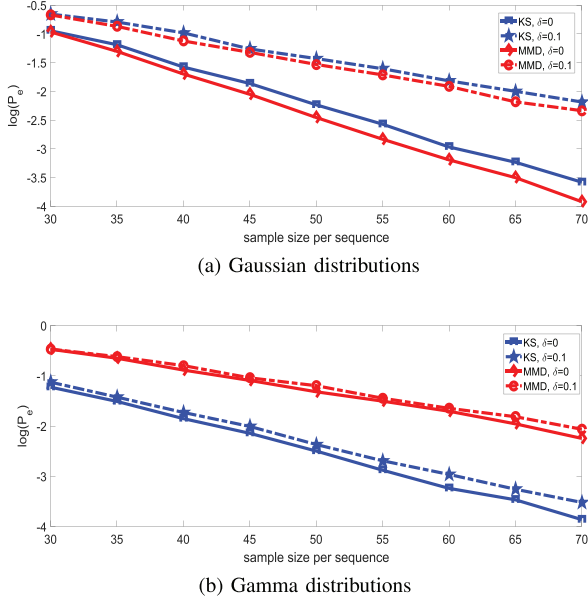 -0.5
-1
-1.5
-2
-2.5
-3
-3.5
-4
log(Pe)
KS, δ=0
KS, δ=0.1
MMD, δ=0
MMD, δ=0.1
30 35 40 45 50 55 60 65 70
sample size per sequence
(a) Gaussian distributions
0
-1
-2
-3
-4
log(Pe)
KS, δ=0
KS, δ=0.1
MMD, δ=0
MMD, δ=0.1
30 35 40 45 50 55 60 65 70
sample size per sequence
(b) Gamma distributions